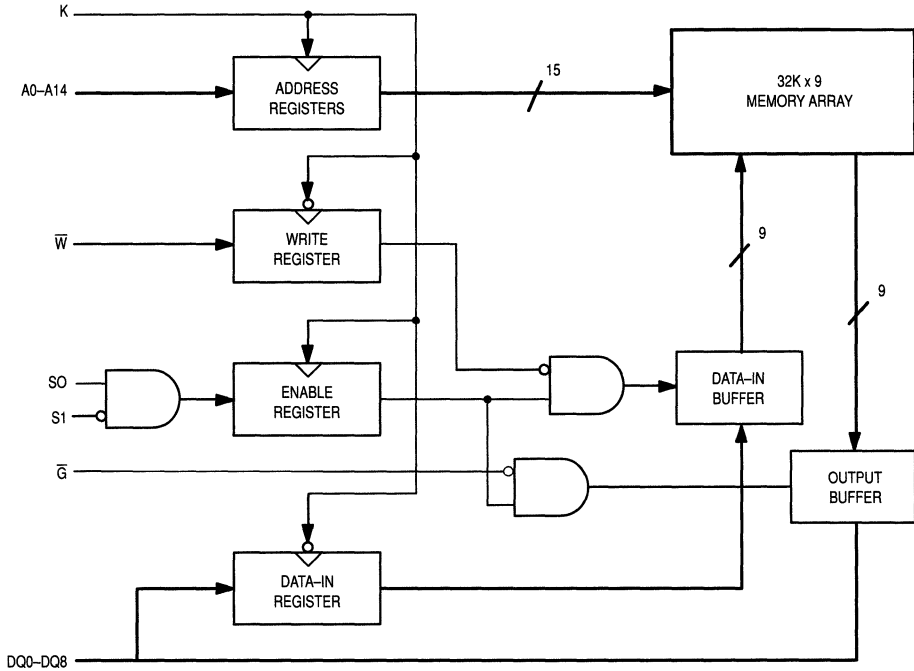 K
A0–A14
ADDRESS
REGISTERS
15
32K x 9
MEMORY ARRAY
W̅
WRITE
REGISTER
9
9
SO
S̅1̅
ENABLE
REGISTER
DATA–IN
BUFFER
G̅
OUTPUT
BUFFER
DATA–IN
REGISTER
DQ0–DQ8